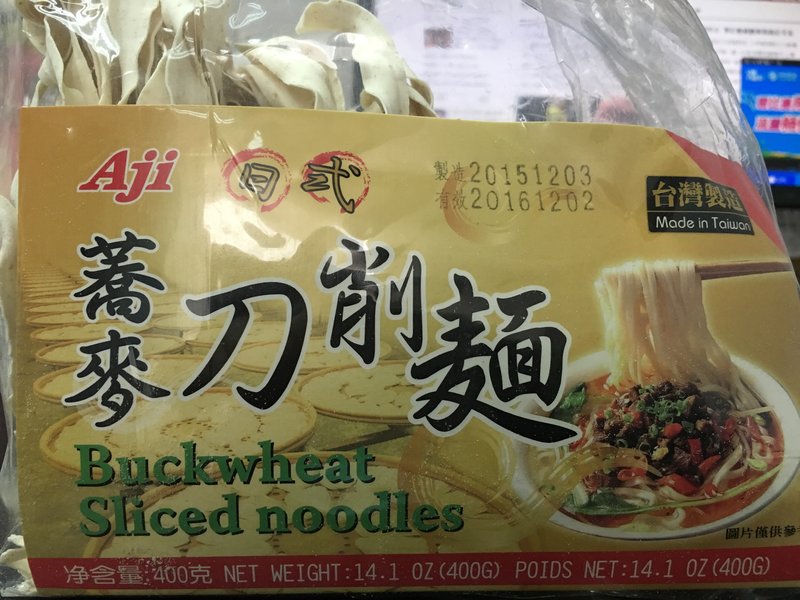 Aji
日式
製造20151203
有效20161202
台灣製造
Made in Taiwan
蕎麥
刀削麵
Buckwheat
Sliced noodles
圖片僅供參
净含量:400克 NET WEIGHT:14.1 OZ(400G) POIDS NET:14.1 OZ(400G)